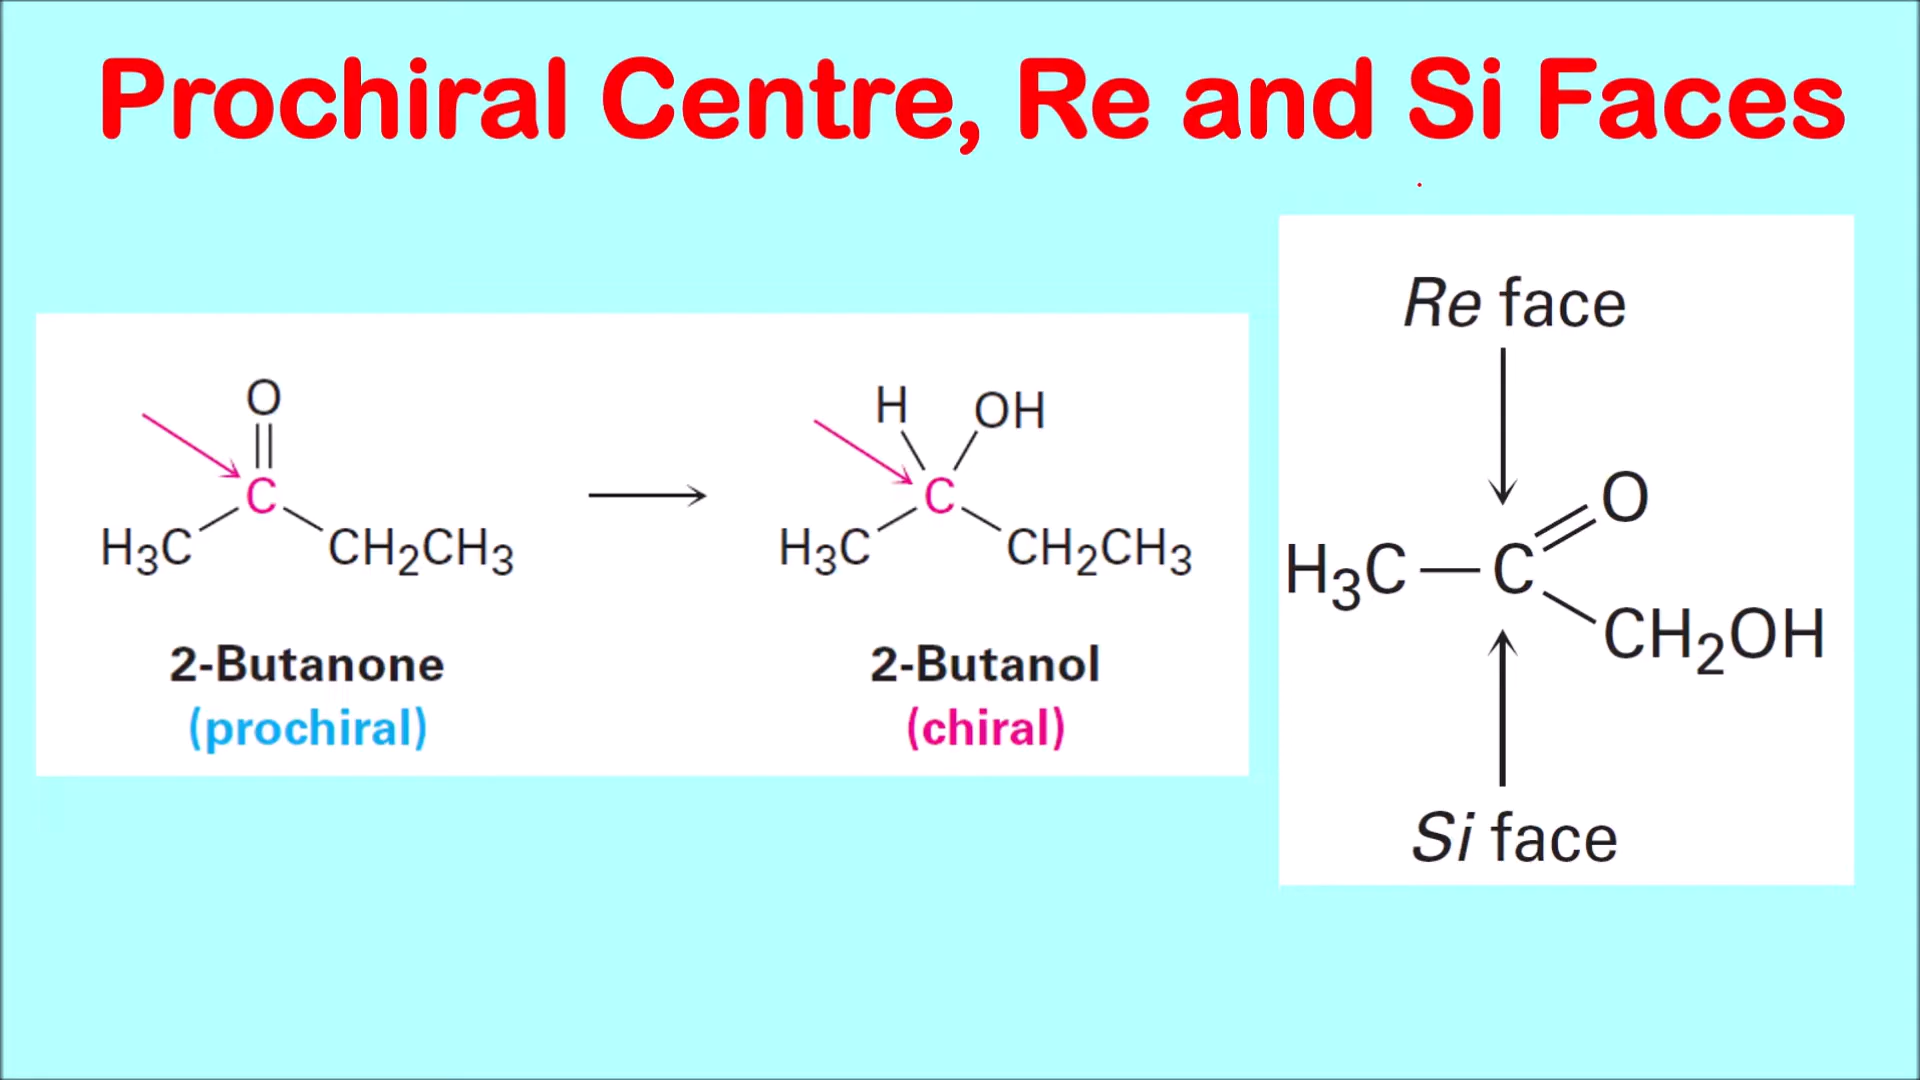 Prochiral Centre, Re and Si Faces
O
C
H3C
CH2CH3
2-Butanone
(prochiral)
H OH
C
H3C
CH2CH3
2-Butanol
(chiral)
Re face
O
H3C—C
CH2OH
Si face